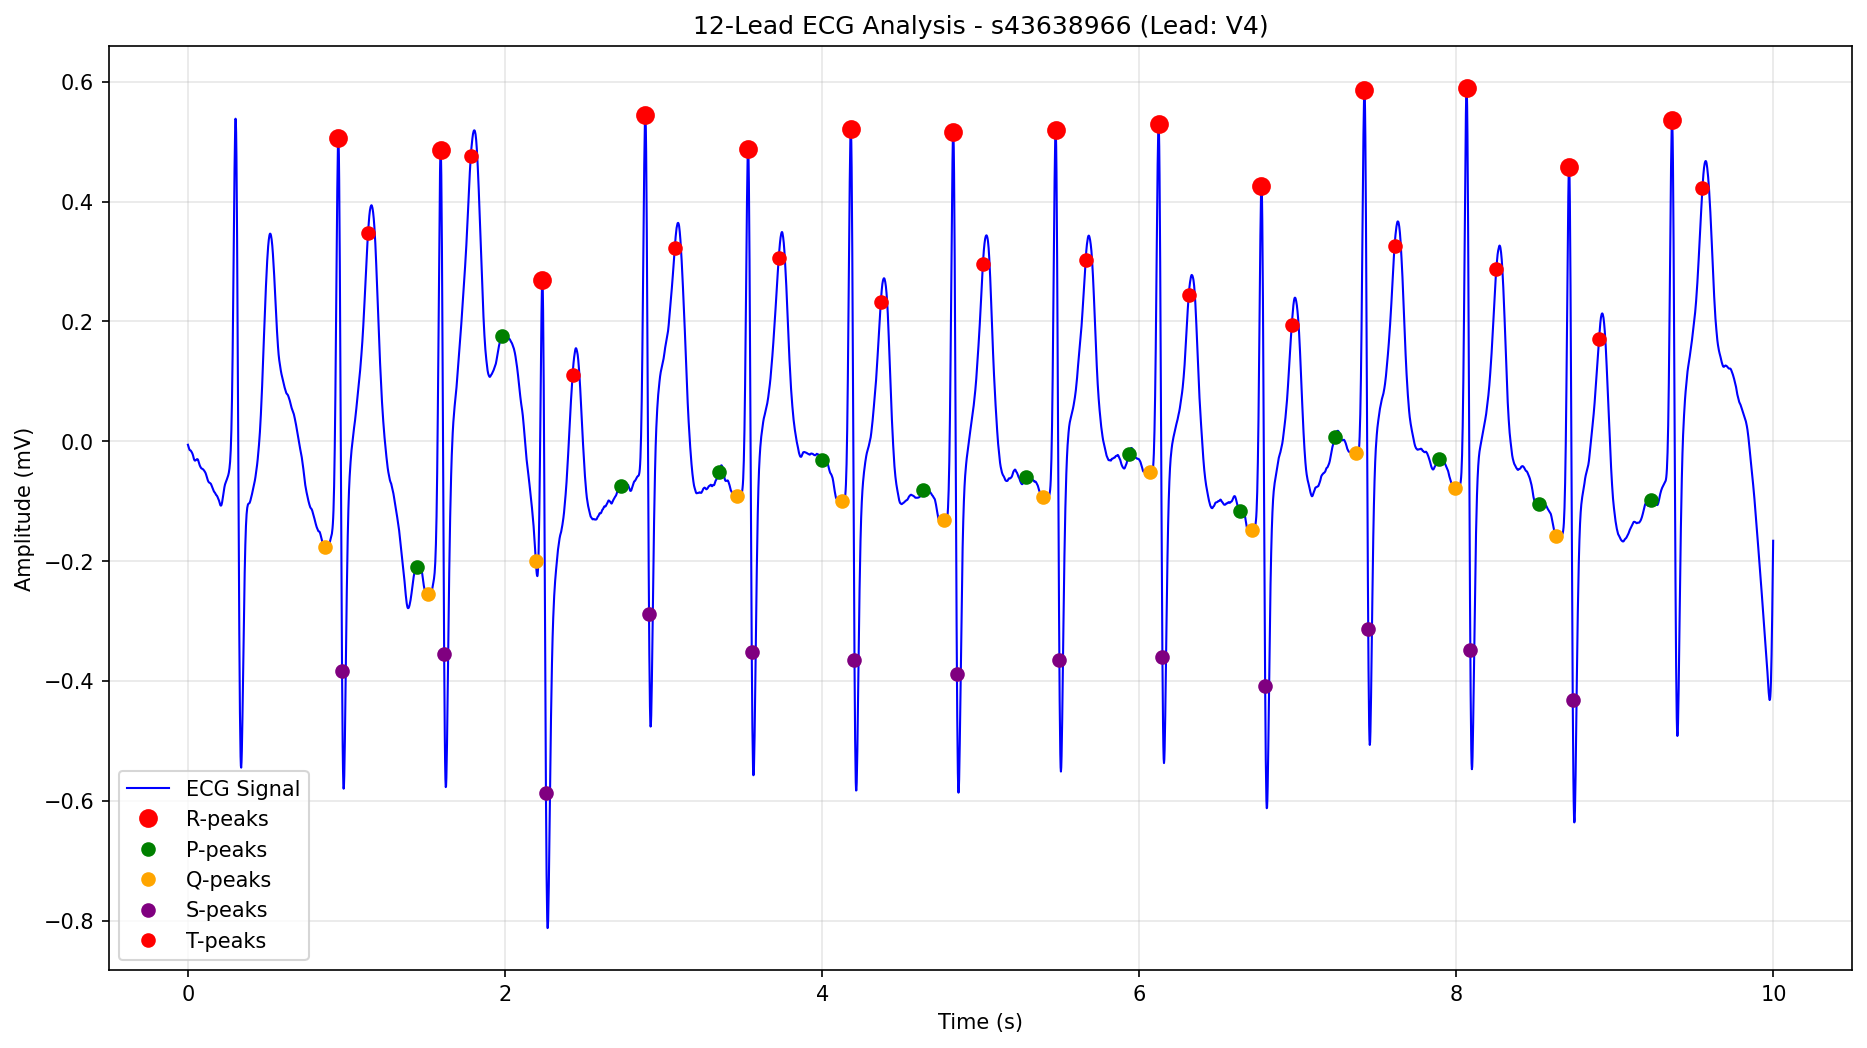 12-Lead ECG Analysis - s43638966 (Lead: V4)
0.6
0.4
0.2
0.0
−0.2
−0.4
−0.6
−0.8
Amplitude (mV)
ECG Signal
R-peaks
P-peaks
Q-peaks
S-peaks
T-peaks
0 2 4 6 8 10
Time (s)